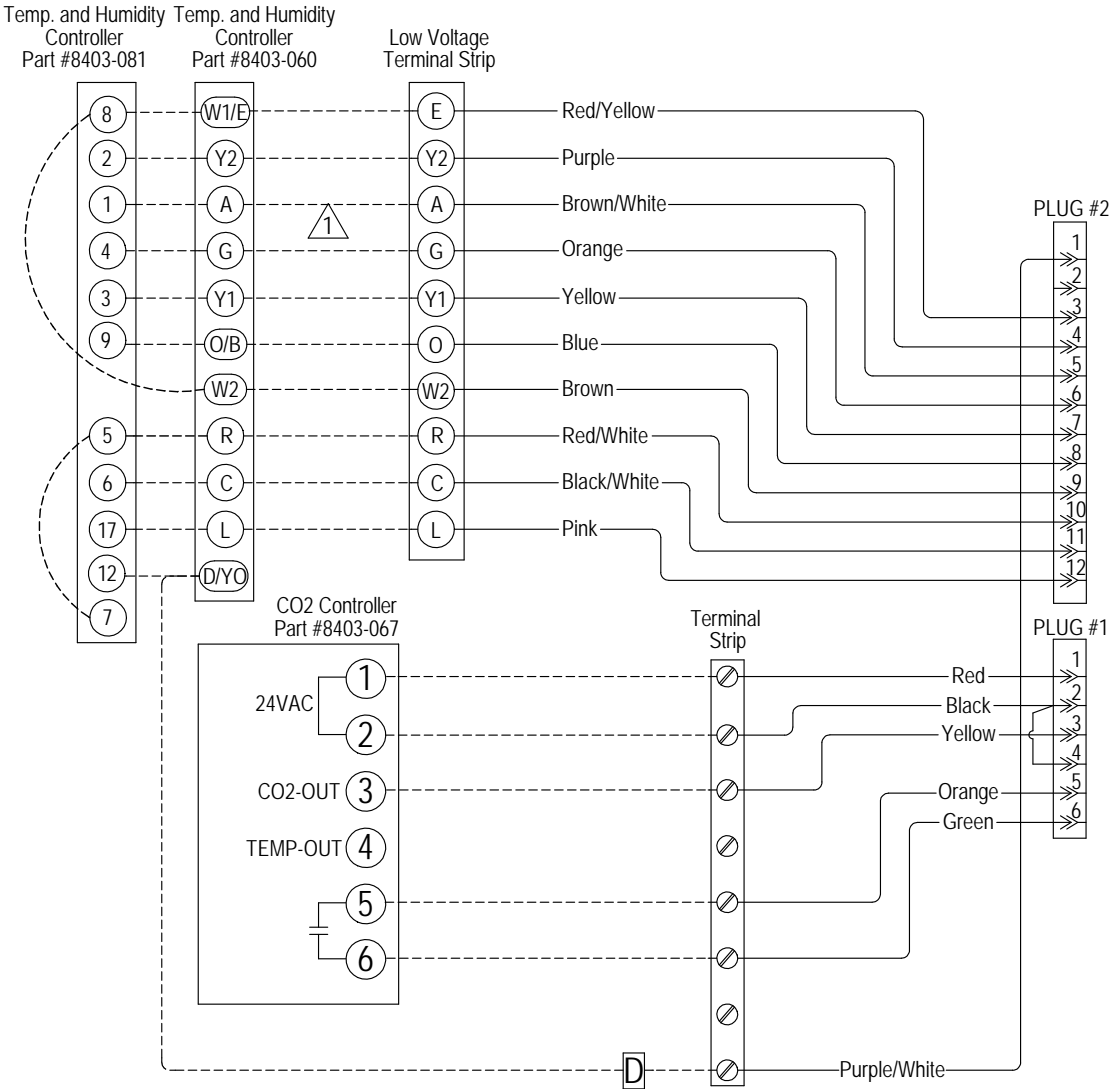 Temp. and Humidity
Controller
Part #8403-081
Temp. and Humidity
Controller
Part #8403-060
Low Voltage
Terminal Strip
8
W1/E
E
Red/Yellow
2
Y2
Y2
Purple
1
A
1
A
Brown/White
4
G
G
Orange
3
Y1
Y1
Yellow
9
O/B
O
Blue
W2
W2
Brown
5
R
R
Red/White
6
C
C
Black/White
17
L
L
Pink
12
D/YO
7
PLUG #2
1
2
3
4
5
6
7
8
9
10
11
12
CO2 Controller
Part #8403-067
24VAC
1
2
CO2-OUT
3
TEMP-OUT
4
5
6
Terminal
Strip
Red
Black
Yellow
Orange
Green
PLUG #1
1
2
3
4
5
6
D
Purple/White